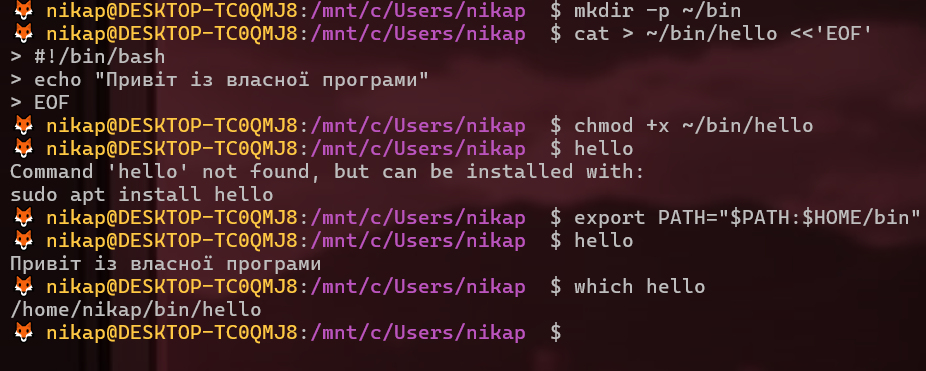 🦊 nikap@DESKTOP-TC0QMJ8:/mnt/c/Users/nikap $ mkdir -p ~/bin
🦊 nikap@DESKTOP-TC0QMJ8:/mnt/c/Users/nikap $ cat > ~/bin/hello <<'EOF'
> #!/bin/bash
> echo "Привіт із власної програми"
> EOF
🦊 nikap@DESKTOP-TC0QMJ8:/mnt/c/Users/nikap $ chmod +x ~/bin/hello
🦊 nikap@DESKTOP-TC0QMJ8:/mnt/c/Users/nikap $ hello
Command 'hello' not found, but can be installed with:
sudo apt install hello
🦊 nikap@DESKTOP-TC0QMJ8:/mnt/c/Users/nikap $ export PATH="$PATH:$HOME/bin"
🦊 nikap@DESKTOP-TC0QMJ8:/mnt/c/Users/nikap $ hello
Привіт із власної програми
🦊 nikap@DESKTOP-TC0QMJ8:/mnt/c/Users/nikap $ which hello
/home/nikap/bin/hello
🦊 nikap@DESKTOP-TC0QMJ8:/mnt/c/Users/nikap $